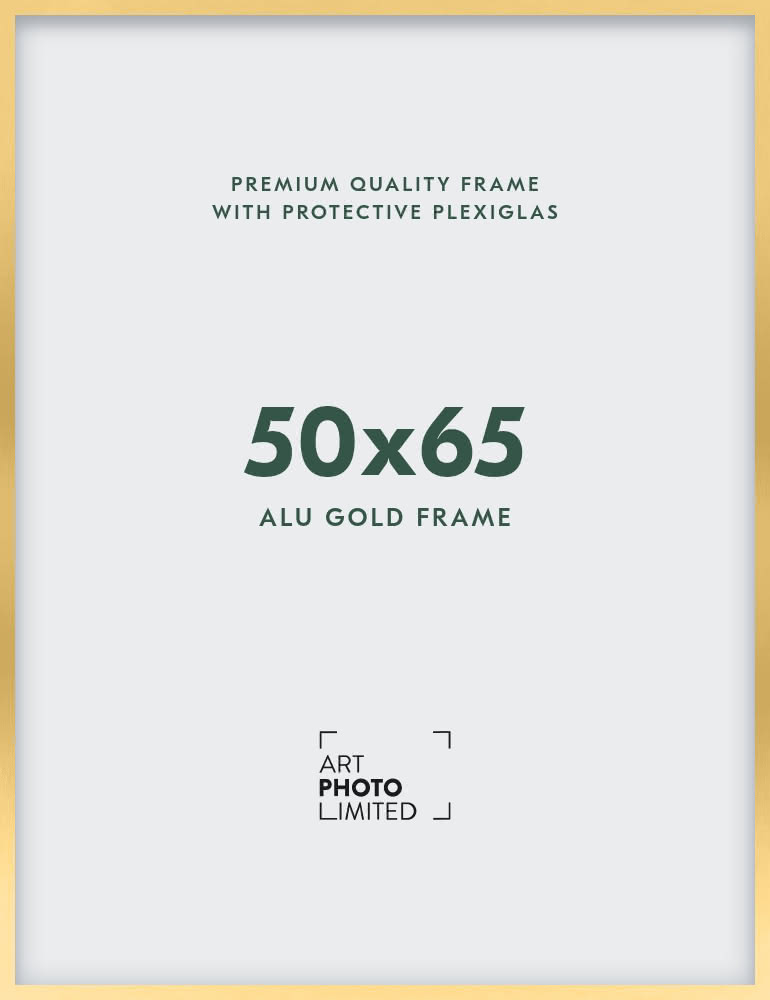 PREMIUM QUALITY FRAME
WITH PROTECTIVE PLEXIGLAS
50x65
ALU GOLD FRAME
ART
PHOTO
LIMITED